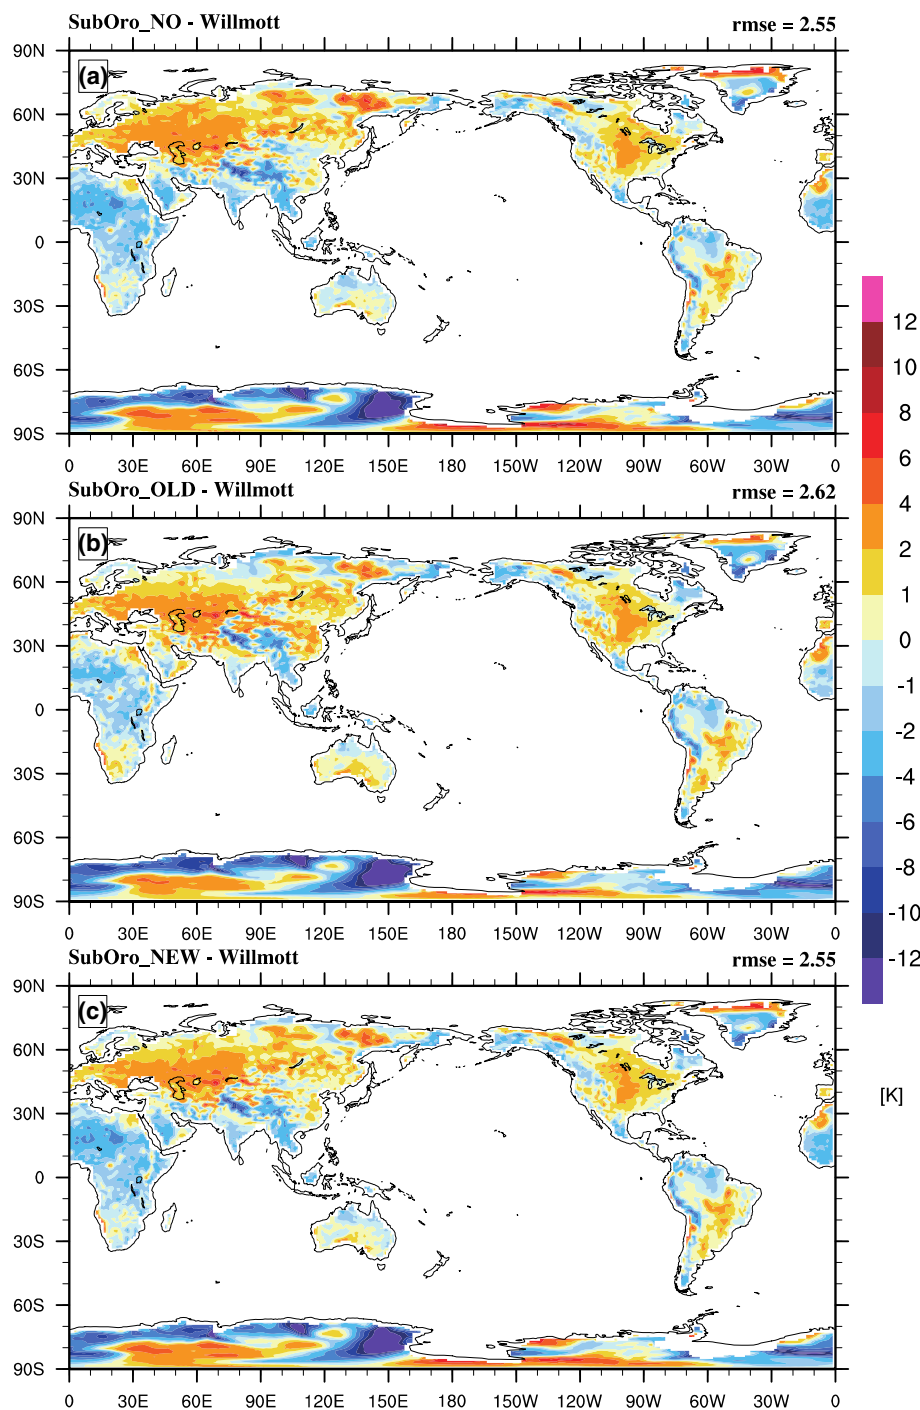 SubOro_NO - Willmott rmse = 2.55
(a)
90N
60N
30N
0
30S
60S
90S
0 30E 60E 90E 120E 150E 180 150W 120W 90W 60W 30W 0
SubOro_OLD - Willmott rmse = 2.62
(b)
90N
60N
30N
0
30S
60S
90S
0 30E 60E 90E 120E 150E 180 150W 120W 90W 60W 30W 0
SubOro_NEW - Willmott rmse = 2.55
(c)
90N
60N
30N
0
30S
60S
90S
0 30E 60E 90E 120E 150E 180 150W 120W 90W 60W 30W 0
12
10
8
6
4
2
1
0
-1
-2
-4
-6
-8
-10
-12
[K]